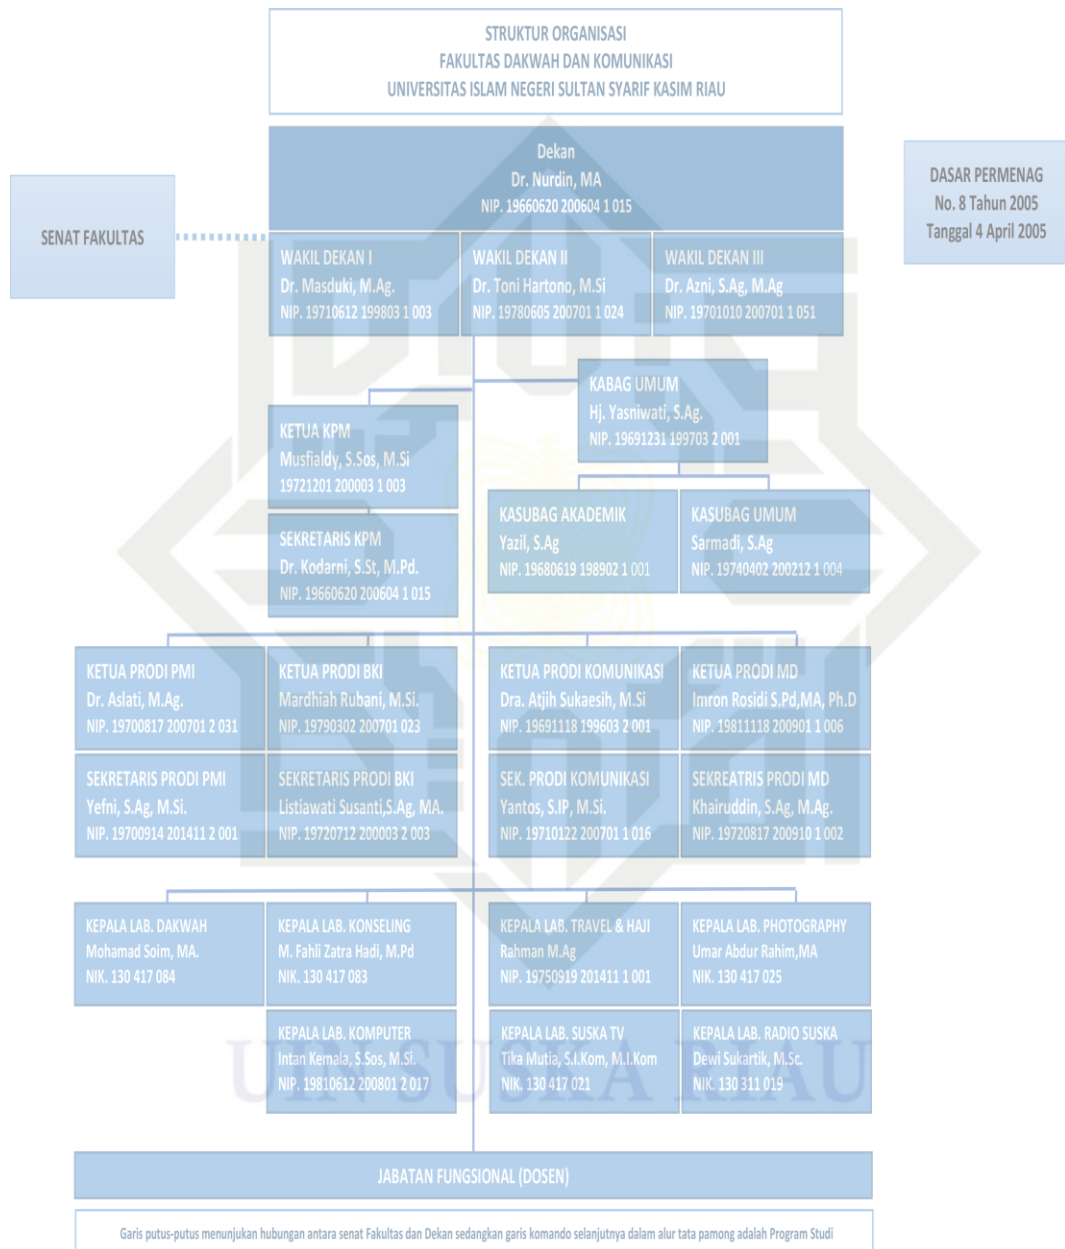 STRUKTUR ORGANISASI
FAKULTAS DAKWAH DAN KOMUNIKASI
UNIVERSITAS ISLAM NEGERI SULTAN SYARIF KASIM RIAU
Dekan
Dr. Nurdin, MA
NIP. 19660620 200604 1 015
DASAR PERMENAG
No. 8 Tahun 2005
Tanggal 4 April 2005
SENAT FAKULTAS
WAKIL DEKAN I
Dr. Masduki, M.Ag.
NIP. 19710612 199803 1 003
WAKIL DEKAN II
Dr. Toni Hartono, M.Si
NIP. 19780605 200701 1 024
WAKIL DEKAN III
Dr. Azni, S.Ag, M.Ag
NIP. 19701010 200701 1 051
KABAG UMUM
Hj. Yasniwati, S.Ag.
NIP. 19691231 199703 2 001
KETUA KPM
Musfialdy, S.Sos, M.Si
19721201 200003 1 003
KASUBAG AKADEMIK
Yazil, S.Ag
NIP. 19680619 198902 1 001
KASUBAG UMUM
Sarmadi, S.Ag
NIP. 19740402 200212 1 004
SEKRETARIS KPM
Dr. Kodarni, S.St, M.Pd.
NIP. 19660620 200604 1 015
KETUA PRODI PMI
Dr. Aslati, M.Ag.
NIP. 19700817 200701 2 031
KETUA PRODI BKI
Mardhiah Rubani, M.Si.
NIP. 19790302 200701 023
KETUA PRODI KOMUNIKASI
Dra. Atjih Sukaesih, M.Si
NIP. 19691118 199603 2 001
KETUA PRODI MD
Imron Rosidi S.Pd,MA, Ph.D
NIP. 19811118 200901 1 006
SEKRETARIS PRODI PMI
Yefni, S.Ag, M.Si.
NIP. 19700914 201411 2 001
SEKRETARIS PRODI BKI
Listiawati Susanti,S.Ag, MA.
NIP. 19720712 200003 2 003
SEK. PRODI KOMUNIKASI
Yantos, S.IP, M.Si.
NIP. 19710122 200701 1 016
SEKREATRIS PRODI MD
Khairuddin, S.Ag, M.Ag.
NIP. 19720817 200910 1 002
KEPALA LAB. DAKWAH
Mohamad Soim, MA.
NIK. 130 417 084
KEPALA LAB. KONSELING
M. Fahli Zatra Hadi, M.Pd
NIK. 130 417 083
KEPALA LAB. TRAVEL & HAJI
Rahman M.Ag
NIP. 19750919 201411 1 001
KEPALA LAB. PHOTOGRAPHY
Umar Abdur Rahim,MA
NIK. 130 417 025
KEPALA LAB. KOMPUTER
Intan Kemala, S.Sos, M.Si.
NIP. 19810612 200801 2 017
KEPALA LAB. SUSKA TV
Tika Mutia, S.I.Kom, M.I.Kom
NIK. 130 417 021
KEPALA LAB. RADIO SUSKA
Dewi Sukartik, M.Sc.
NIK. 130 311 019
UIN SUSKA RIAU
JABATAN FUNGSIONAL (DOSEN)
Garis putus-putus menunjukan hubungan antara senat Fakultas dan Dekan sedangkan garis komando selanjutnya dalam alur tata pamong adalah Program Studi